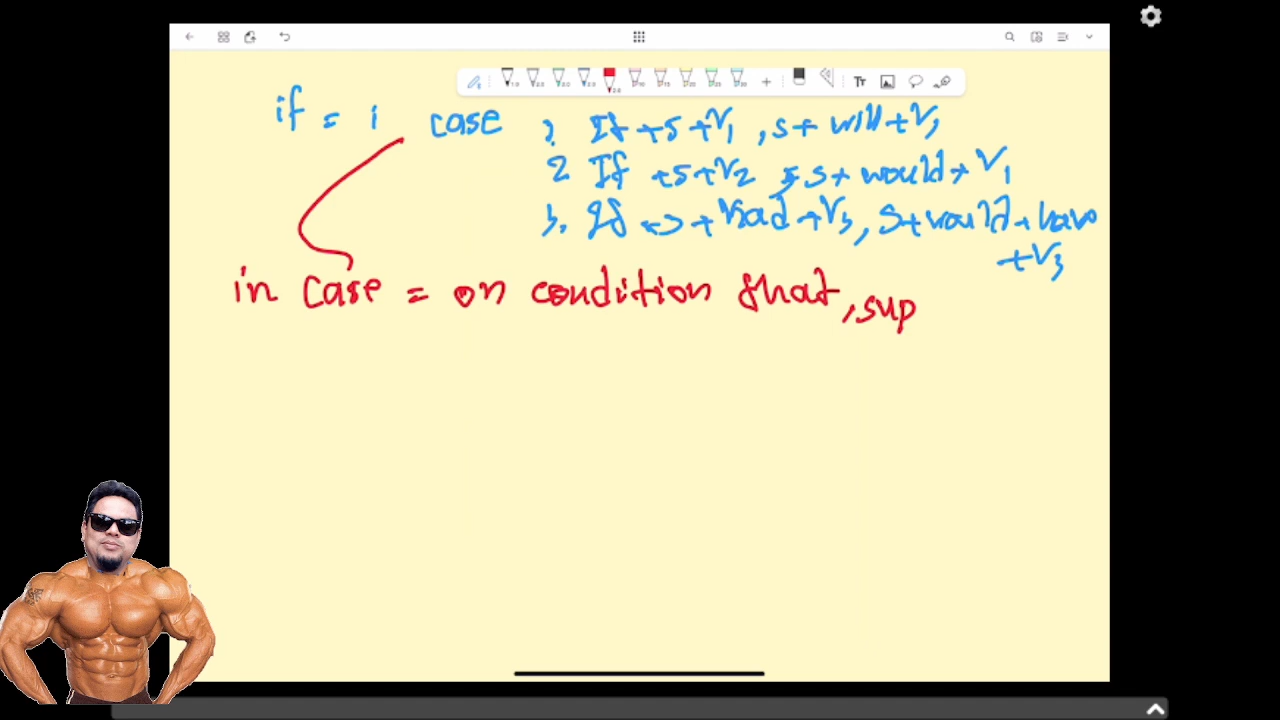 if = i case 1. If +S+V1 , S+ will+V1
2 If +S+V2 , S+ would+ V1
3. If +S+had+V3, S+would+have
+V3
in case = on condition that, sup